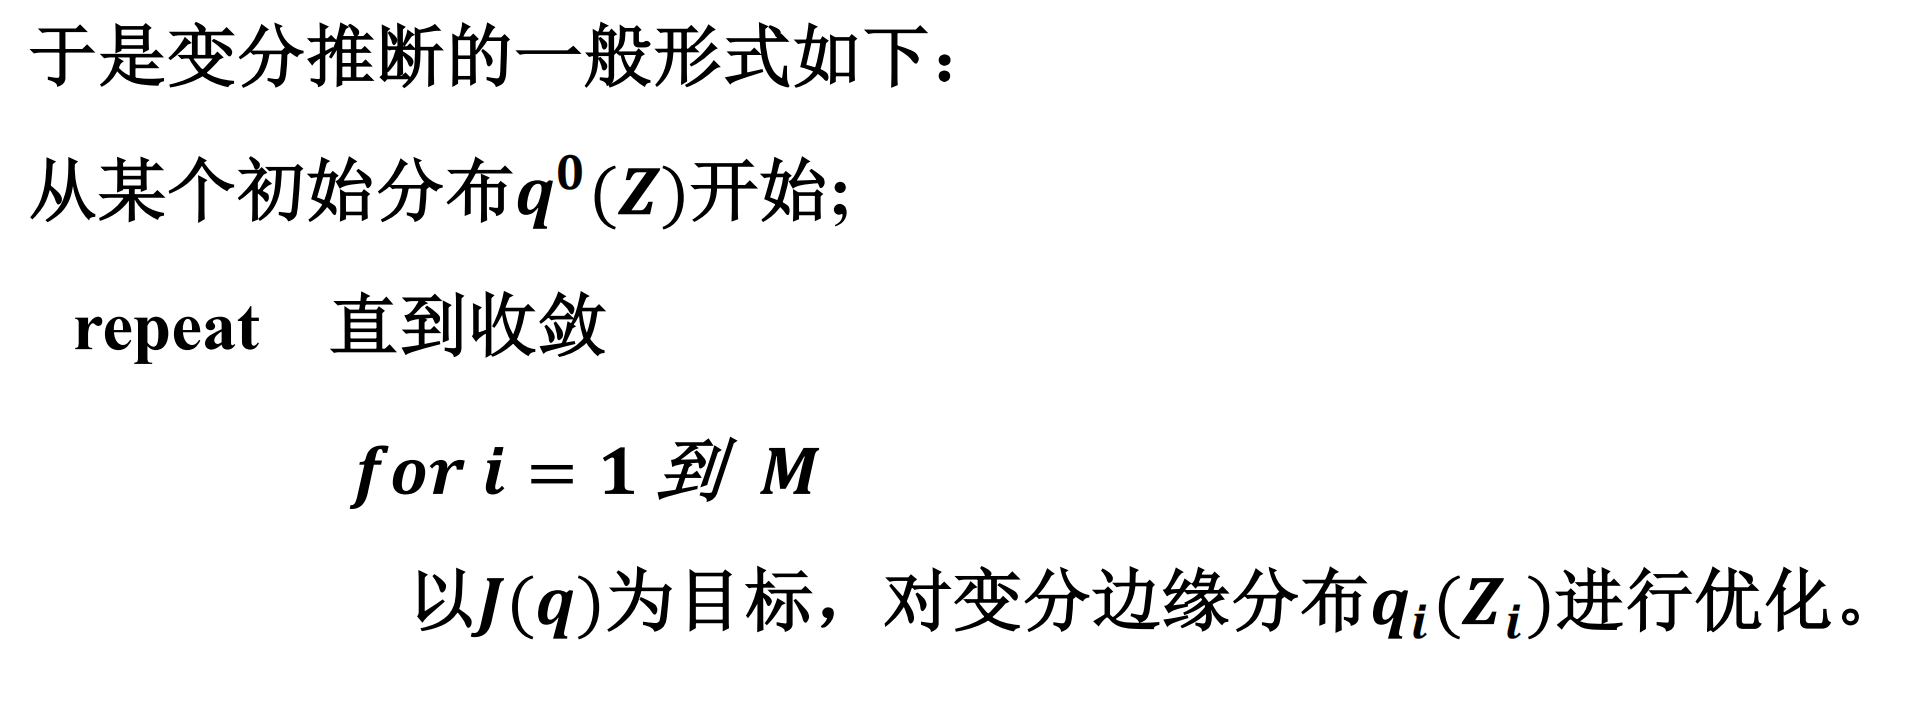 于是变分推断的一般形式如下：
从某个初始分布q⁰(Z)开始;
repeat 直到收敛
for i = 1 到 M
以J(q)为目标，对变分边缘分布qᵢ(Zᵢ)进行优化。